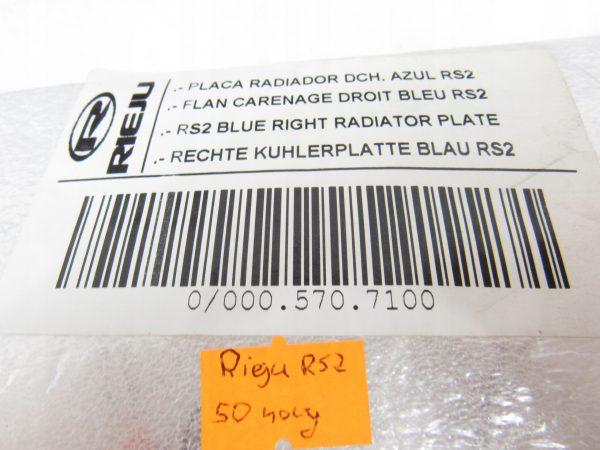 R RIEJU
.- PLACA RADIADOR DCH. AZUL RS2
.- FLAN CARENAGE DROIT BLEU RS2
.- RS2 BLUE RIGHT RADIATOR PLATE
.- RECHTE KUHLERPLATTE BLAU RS2
0/000.570.7100
Rieju RS2
50 nowy